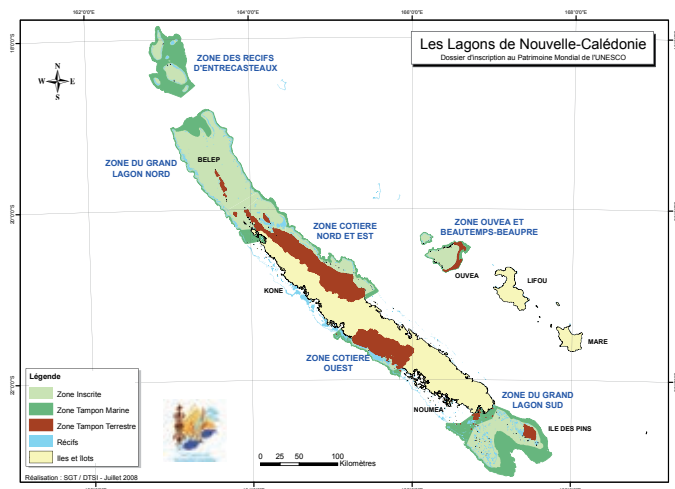 162°0'0"E 164°0'0"E 166°0'0"E 168°0'0"E
18°0'0"S
Les Lagons de Nouvelle-Calédonie
Dossier d'inscription au Patrimoine Mondial de l'UNESCO
N
W E
S
ZONE DES RECIFS
D'ENTRECASTEAUX
ZONE DU GRAND
LAGON NORD
BELEP
20°0'0"S
ZONE COTIERE
NORD ET EST
ZONE OUVEA ET
BEAUTEMPS-BEAUPRE
OUVEA
LIFOU
KONE
MARE
ZONE COTIERE
OUEST
22°0'0"S
NOUMEA
ZONE DU GRAND
LAGON SUD
ILE DES PINS
Légende
Zone Inscrite
Zone Tampon Marine
Zone Tampon Terrestre
Récifs
Iles et îlots
0 25 50 100
Kilomètres
Réalisation : SGT / DTSI - Juillet 2008